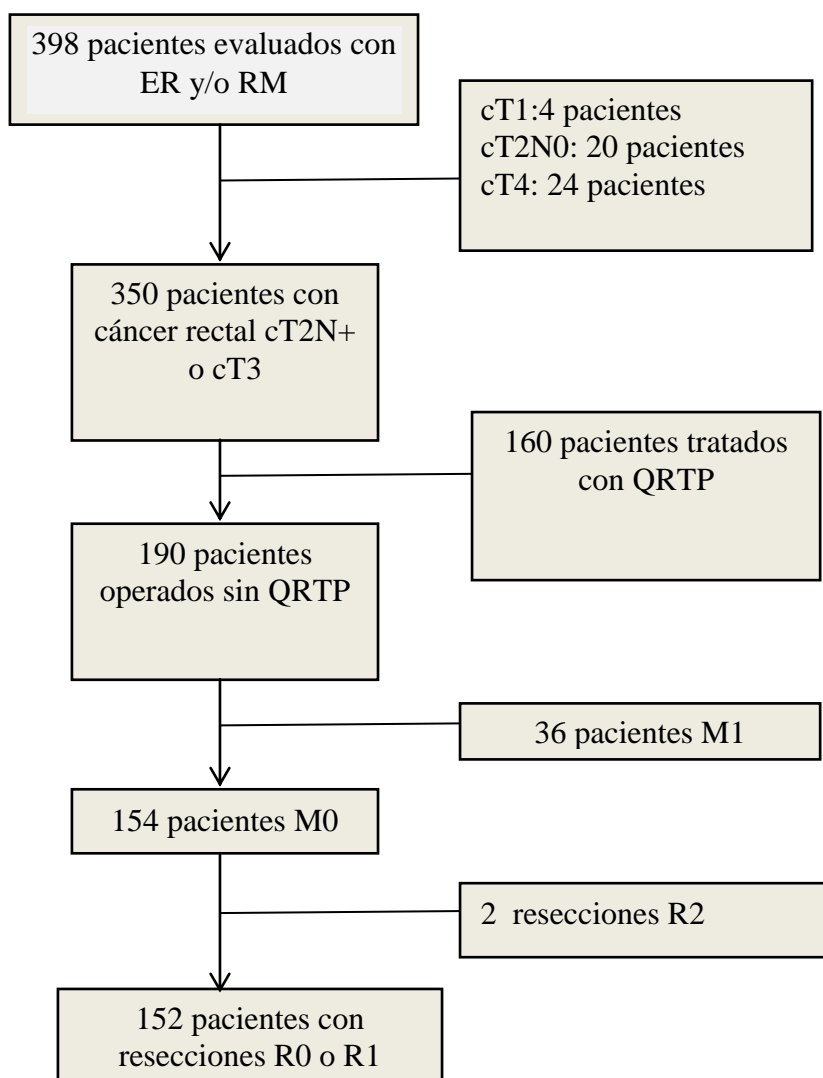 398 pacientes evaluados con
ER y/o RM
cT1:4 pacientes
cT2N0: 20 pacientes
cT4: 24 pacientes
350 pacientes con
cáncer rectal cT2N+
o cT3
160 pacientes tratados
con QRTP
190 pacientes
operados sin QRTP
36 pacientes M1
154 pacientes M0
2 resecciones R2
152 pacientes con
resecciones R0 o R1